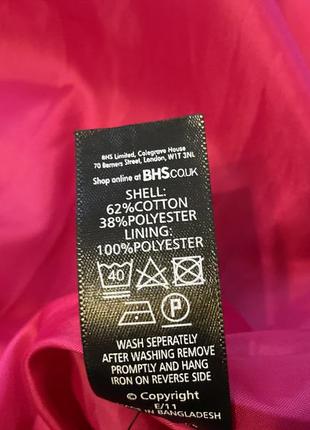 BHS Limited, Colegrave House
70 Berners Street, London, W1T 3NL
Shop online at BHS.CO.UK
SHELL:
62%COTTON
38%POLYESTER
LINING:
100%POLYESTER
40
P
WASH SEPERATELY
AFTER WASHING REMOVE
PROMPTLY AND HANG
IRON ON REVERSE SIDE
© Copyright
E/11
IN BANGLADESH